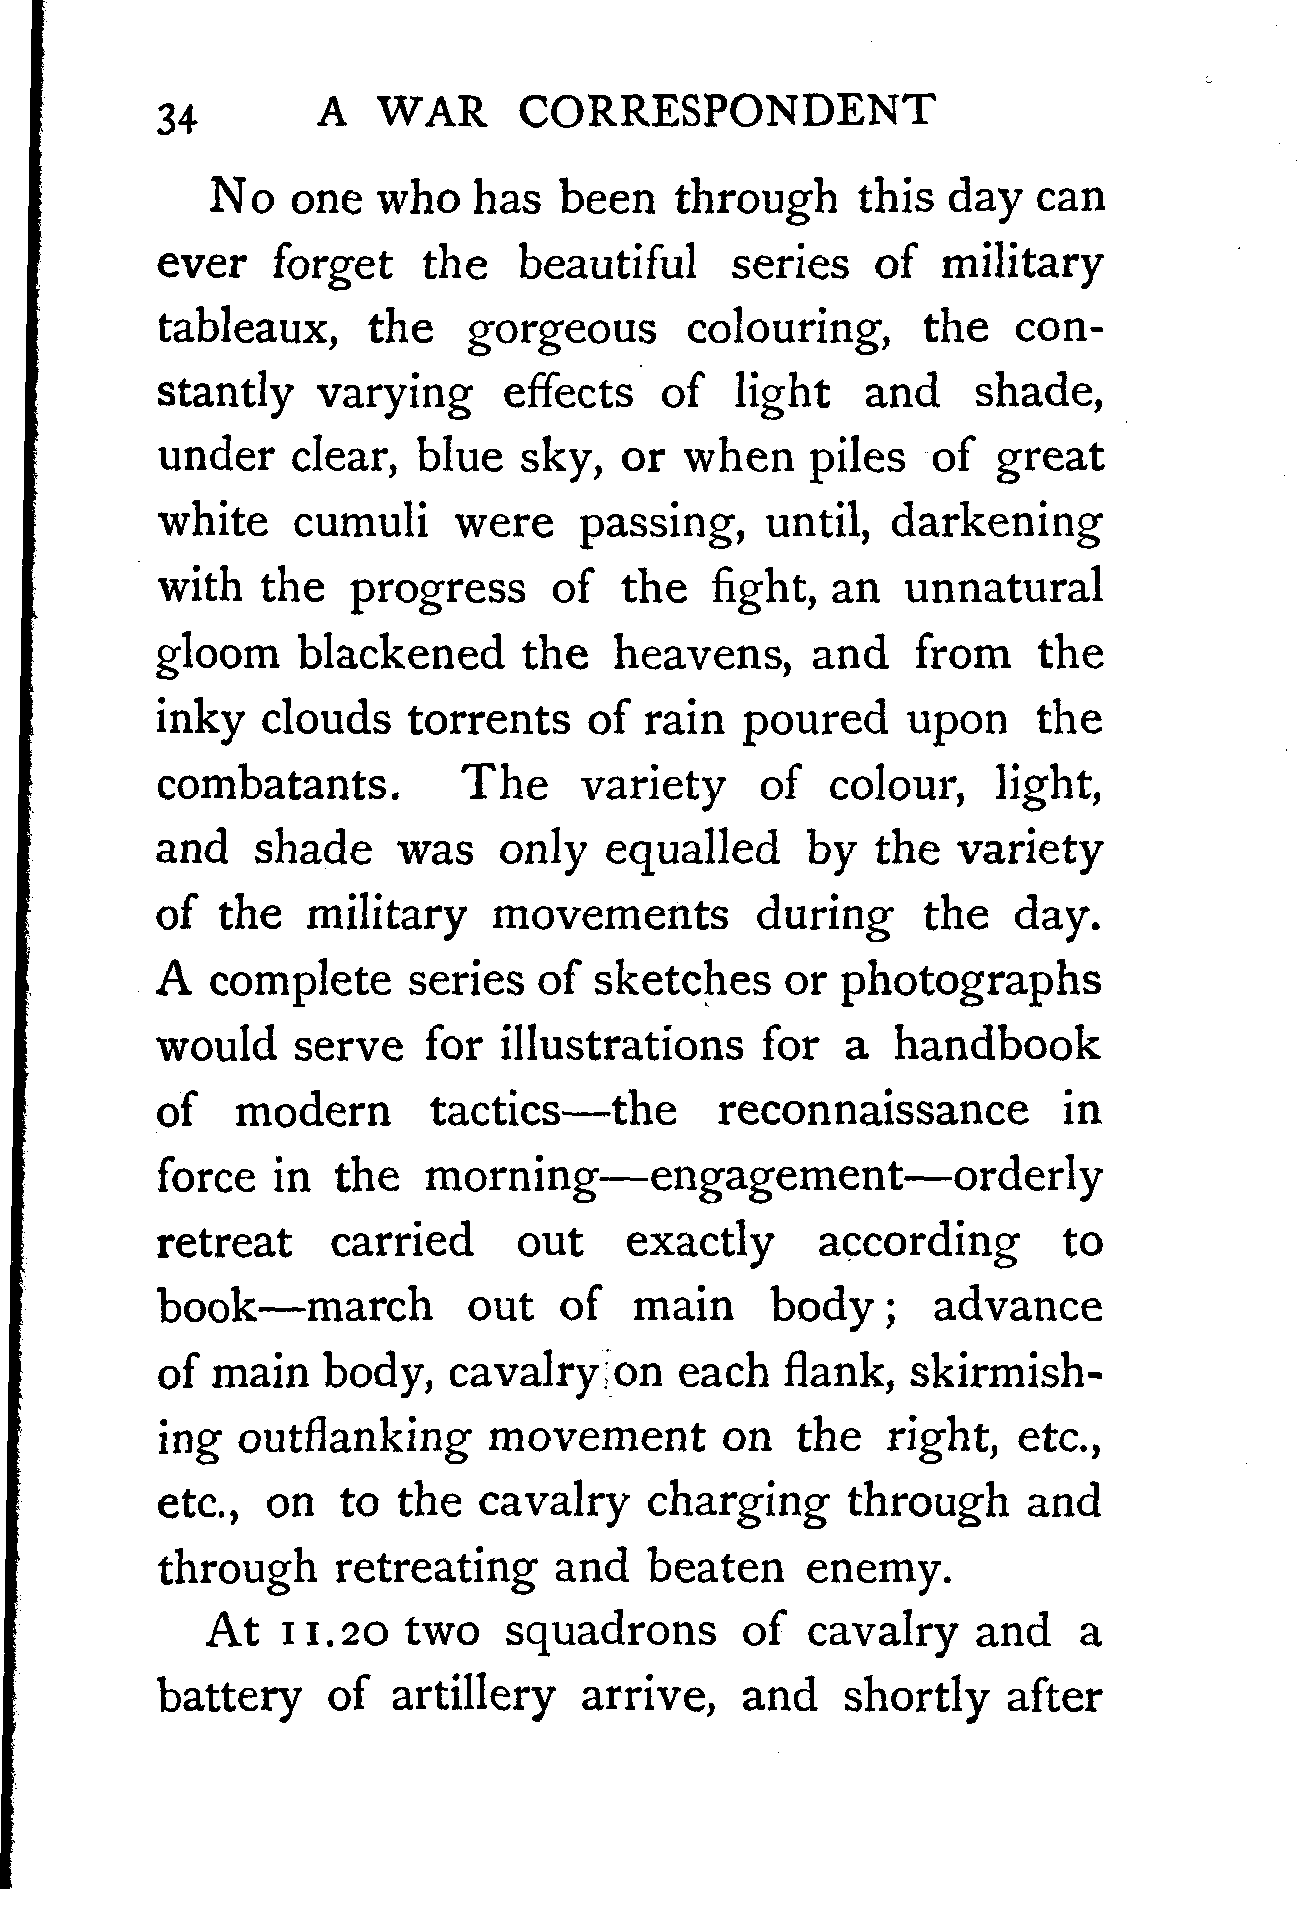 34 A WAR CORRESPONDENT
No one who has been through this day can
ever forget the beautiful series of military
tableaux, the gorgeous colouring, the con-
stantly varying effects of light and shade,
under clear, blue sky, or when piles of great
white cumuli were passing, until, darkening
with the progress of the fight, an unnatural
gloom blackened the heavens, and from the
inky clouds torrents of rain poured upon the
combatants. The variety of colour, light,
and shade was only equalled by the variety
of the military movements during the day.
A complete series of sketches or photographs
would serve for illustrations for a handbook
of modern tactics—the reconnaissance in
force in the morning—engagement—orderly
retreat carried out exactly according to
book—march out of main body; advance
of main body, cavalry on each flank, skirmish-
ing outflanking movement on the right, etc.,
etc., on to the cavalry charging through and
through retreating and beaten enemy.
At 11.20 two squadrons of cavalry and a
battery of artillery arrive, and shortly after